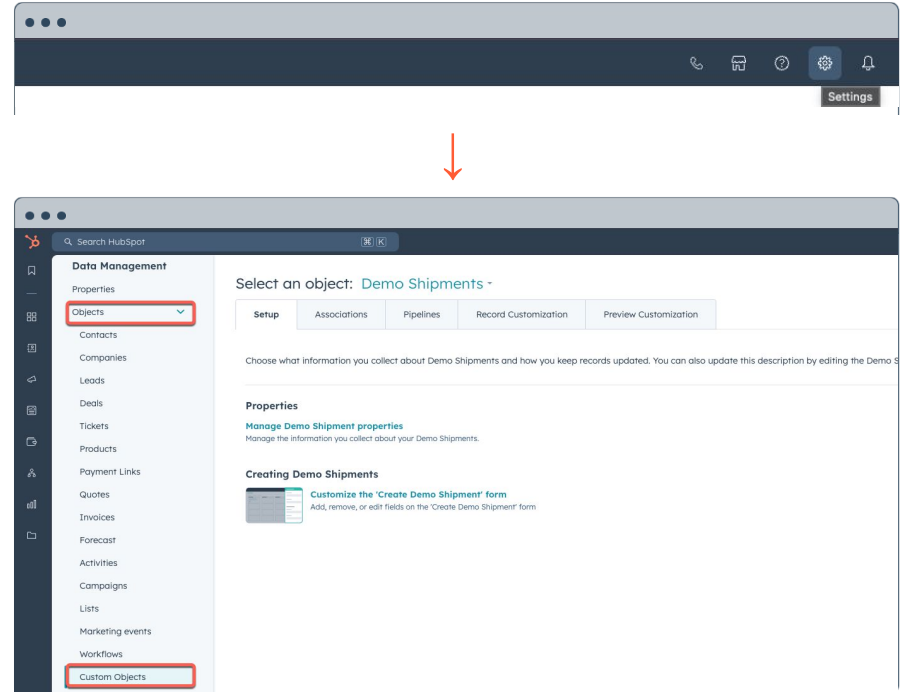 Settings
Search HubSpot
⌘ K
Data Management
Properties
Objects
Contacts
Companies
Leads
Deals
Tickets
Products
Payment Links
Quotes
Invoices
Forecast
Activities
Campaigns
Lists
Marketing events
Workflows
Custom Objects
Select an object: Demo Shipments
Setup Associations Pipelines Record Customization Preview Customization
Choose what information you collect about Demo Shipments and how you keep records updated. You can also update this description by editing the Demo S
Properties
Manage Demo Shipment properties
Manage the information you collect about your Demo Shipments.
Creating Demo Shipments
Customize the 'Create Demo Shipment' form
Add, remove, or edit fields on the 'Create Demo Shipment' form